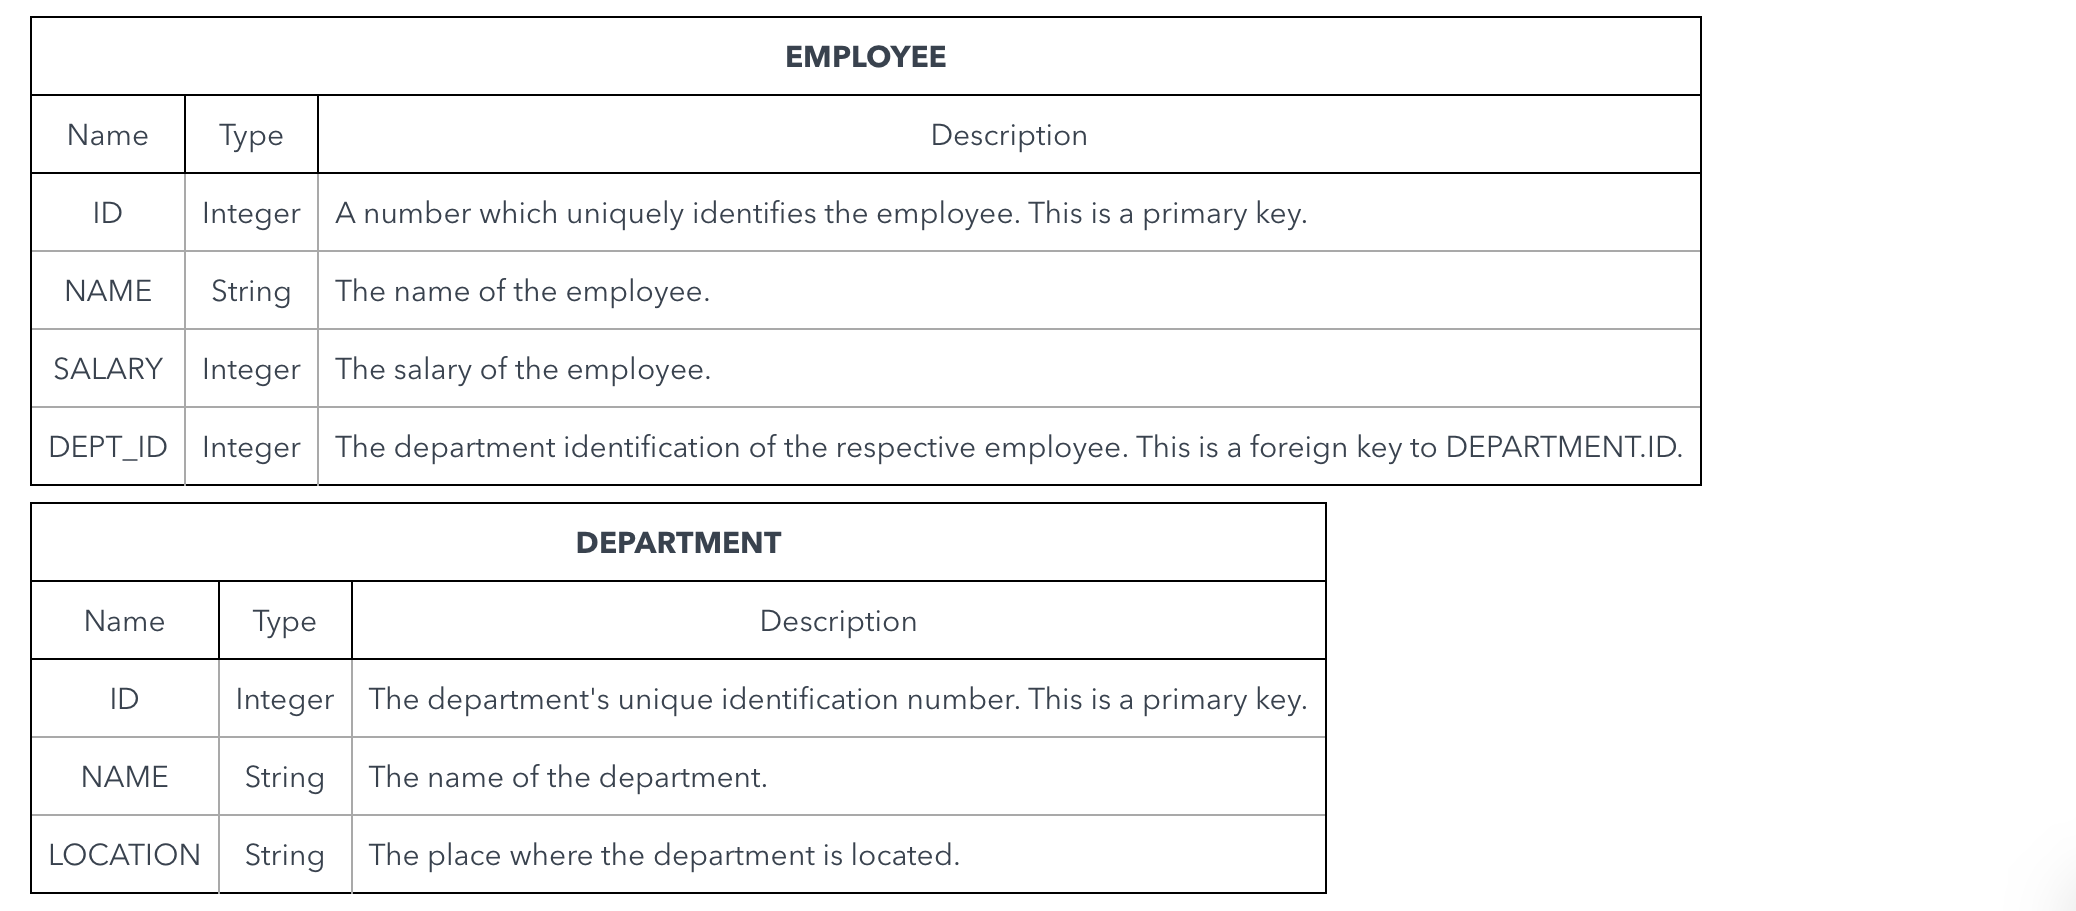 EMPLOYEE
Name Type Description
ID Integer A number which uniquely identifies the employee. This is a primary key.
NAME String The name of the employee.
SALARY Integer The salary of the employee.
DEPT_ID Integer The department identification of the respective employee. This is a foreign key to DEPARTMENT.ID.
DEPARTMENT
Name Type Description
ID Integer The department's unique identification number. This is a primary key.
NAME String The name of the department.
LOCATION String The place where the department is located.